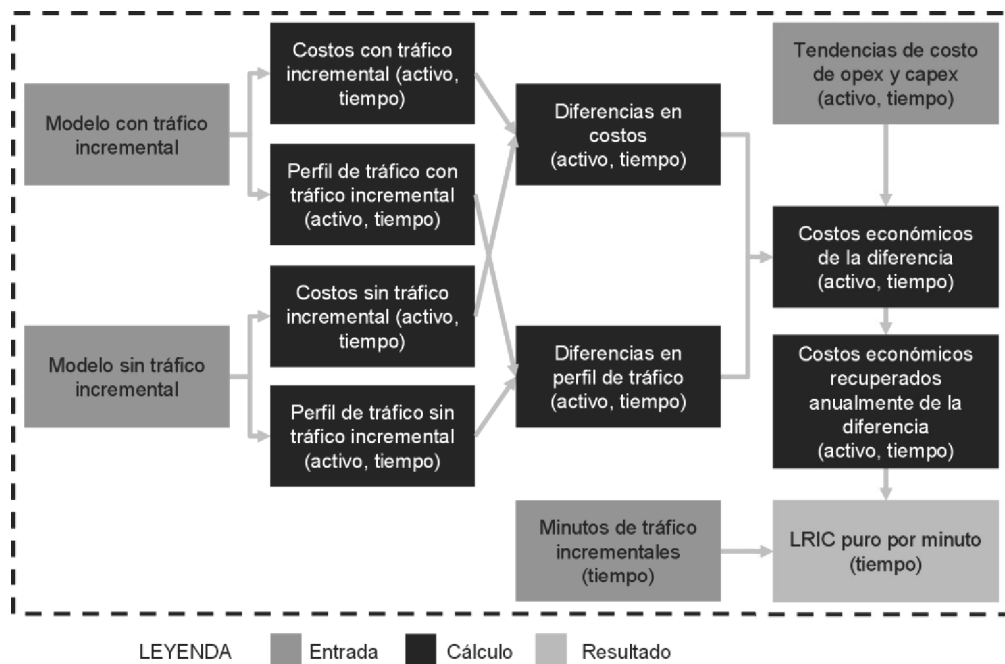 Modelo con tráfico
incremental
Modelo sin tráfico
incremental
Costos con tráfico
incremental (activo,
tiempo)
Perfil de tráfico con
tráfico incremental
(activo, tiempo)
Costos sin tráfico
incremental (activo,
tiempo)
Perfil de tráfico sin
tráfico incremental
(activo, tiempo)
Diferencias en
costos
(activo, tiempo)
Diferencias en
perfil de tráfico
(activo, tiempo)
Minutos de tráfico
incrementales
(tiempo)
Tendencias de costo
de opex y capex
(activo, tiempo)
Costos económicos
de la diferencia
(activo, tiempo)
Costos económicos
recuperados
anualmente de la
diferencia
(activo, tiempo)
LRIC puro por minuto
(tiempo)
LEYENDA
Entrada
Cálculo
Resultado